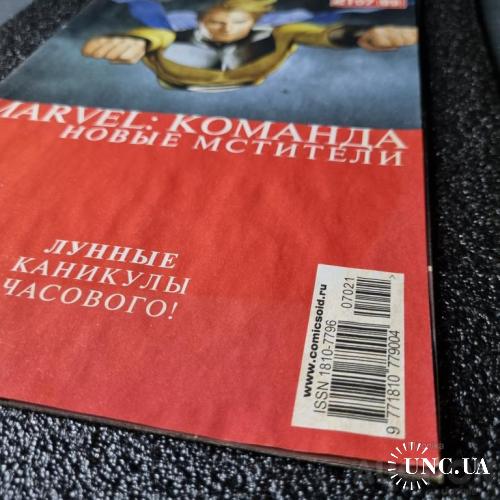 MARVEL: КОМАНДА
НОВЫЕ МСТИТЕЛИ
ЛУННЫЕ
КАНИКУЛЫ
ЧАСОВОГО!
www.comicsold.ru
ISSN 1810-7796
07021
9 771810 779004
UNC.UA